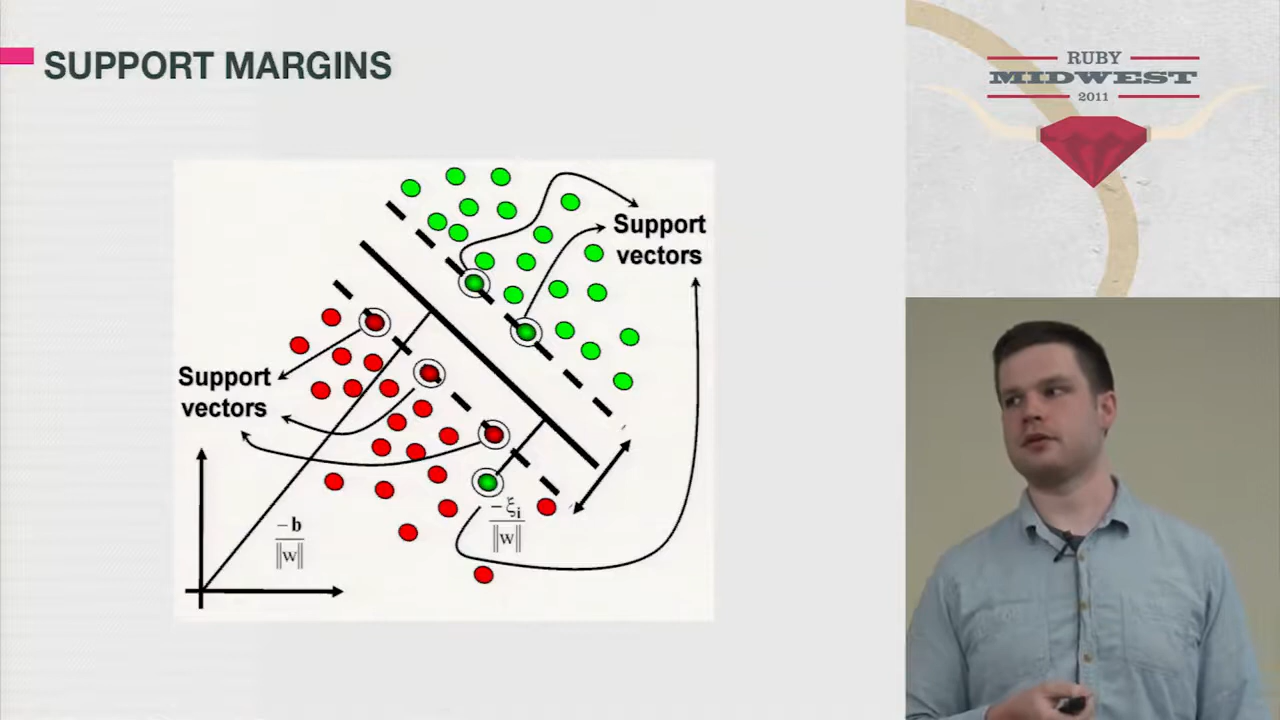 SUPPORT MARGINS
RUBY
MIDWEST
2011
Support
vectors
Support
vectors
-b
||w||
-ξi
||w||